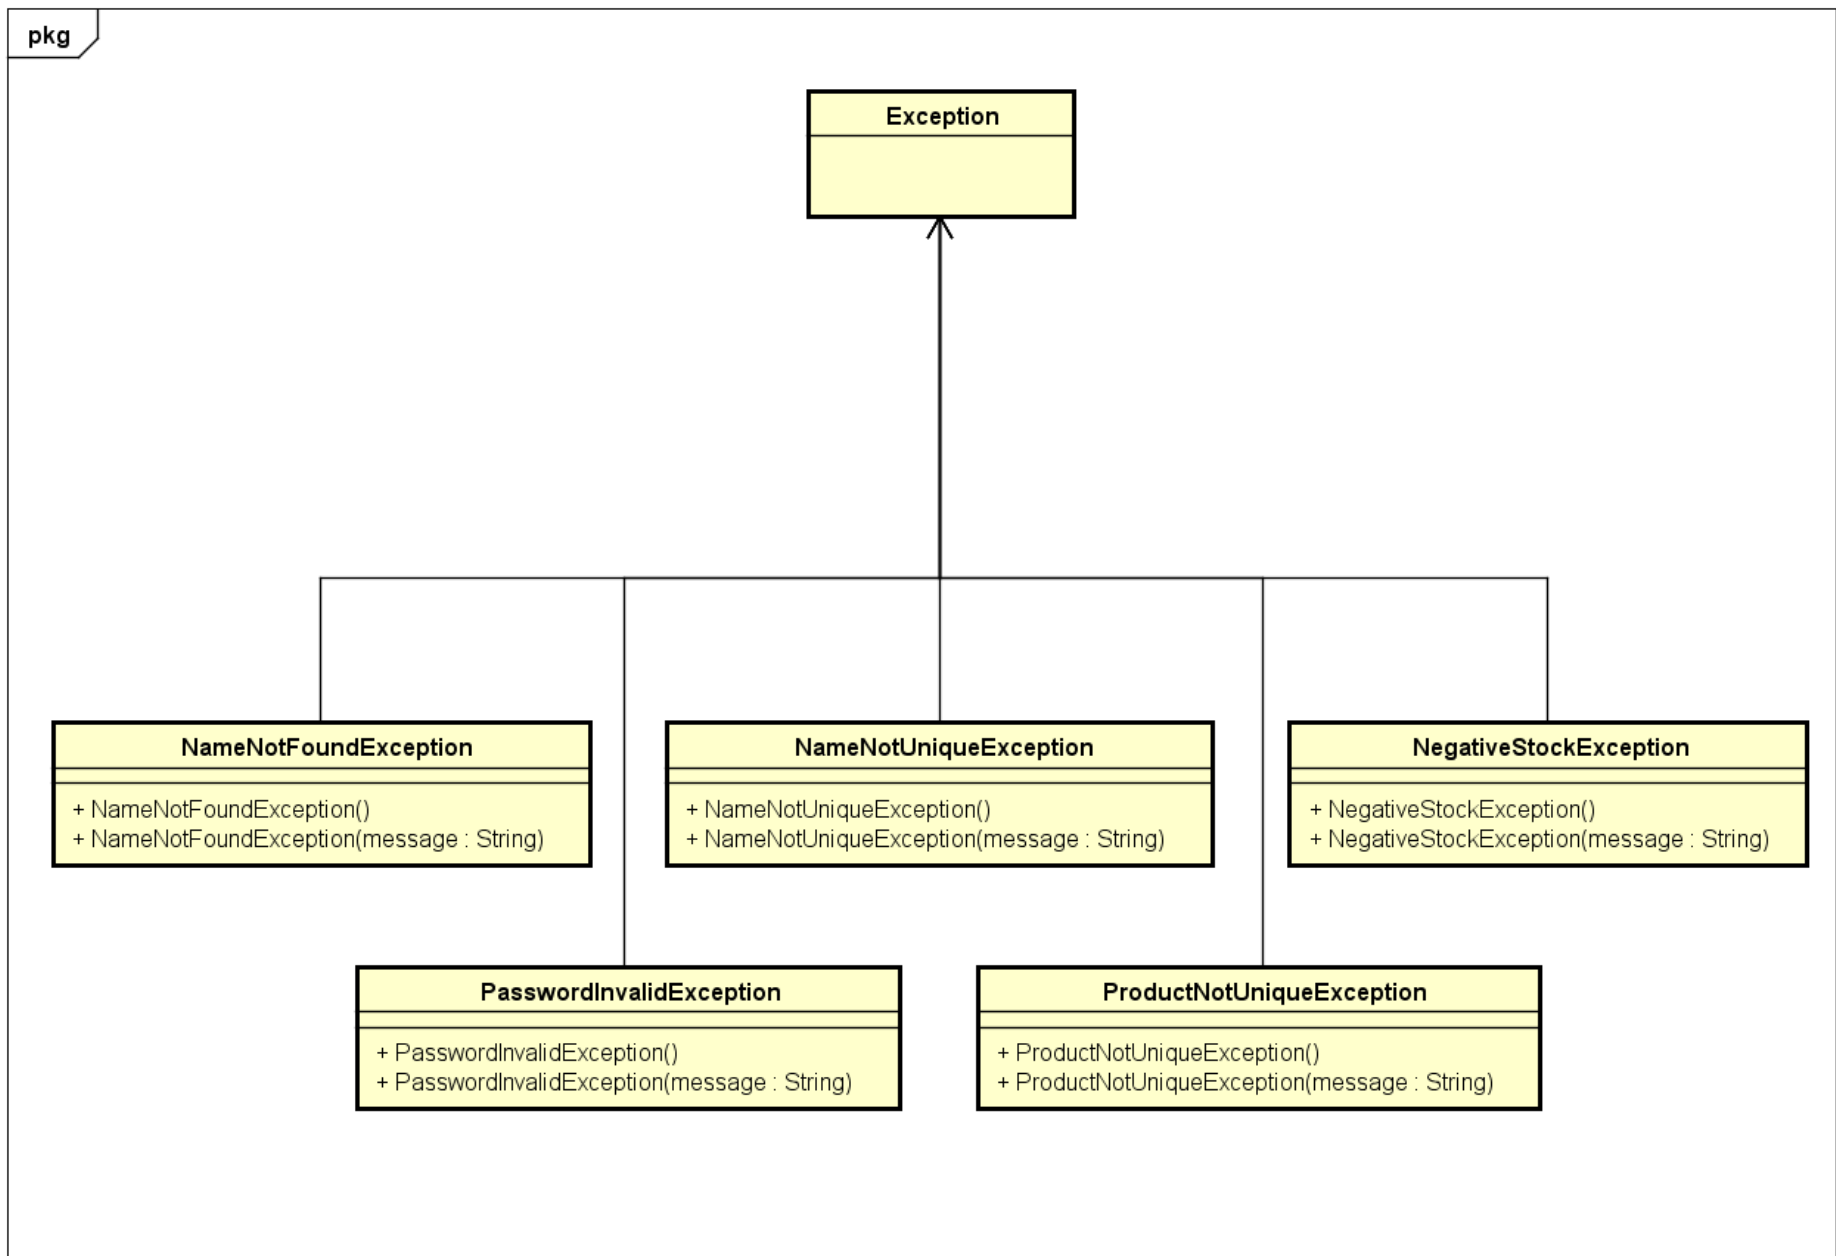 pkg
Exception
NameNotFoundException
+ NameNotFoundException()
+ NameNotFoundException(message : String)
NameNotUniqueException
+ NameNotUniqueException()
+ NameNotUniqueException(message : String)
NegativeStockException
+ NegativeStockException()
+ NegativeStockException(message : String)
PasswordInvalidException
+ PasswordInvalidException()
+ PasswordInvalidException(message : String)
ProductNotUniqueException
+ ProductNotUniqueException()
+ ProductNotUniqueException(message : String)